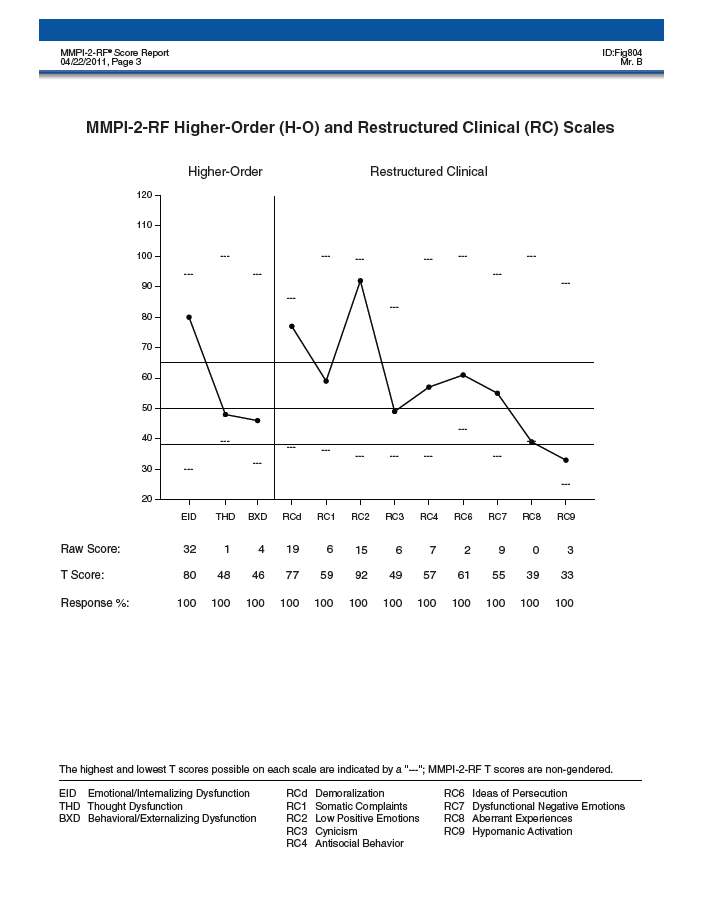 MMPI-2-RF® Score Report
04/22/2011, Page 3
ID:Fig804
Mr. B
MMPI-2-RF Higher-Order (H-O) and Restructured Clinical (RC) Scales
Higher-Order Restructured Clinical
120
110
100
90
80
70
60
50
40
30
20
--- --- --- --- --- --- --- --- --- --- --- ---
--- --- --- --- --- --- --- --- --- --- --- ---
EID THD BXD RCd RC1 RC2 RC3 RC4 RC6 RC7 RC8 RC9
Raw Score: 32 1 4 19 6 15 6 7 2 9 0 3
T Score: 80 48 46 77 59 92 49 57 61 55 39 33
Response %: 100 100 100 100 100 100 100 100 100 100 100 100
The highest and lowest T scores possible on each scale are indicated by a "---"; MMPI-2-RF T scores are non-gendered.
EID Emotional/Internalizing Dysfunction
THD Thought Dysfunction
BXD Behavioral/Externalizing Dysfunction
RCd Demoralization
RC1 Somatic Complaints
RC2 Low Positive Emotions
RC3 Cynicism
RC4 Antisocial Behavior
RC6 Ideas of Persecution
RC7 Dysfunctional Negative Emotions
RC8 Aberrant Experiences
RC9 Hypomanic Activation